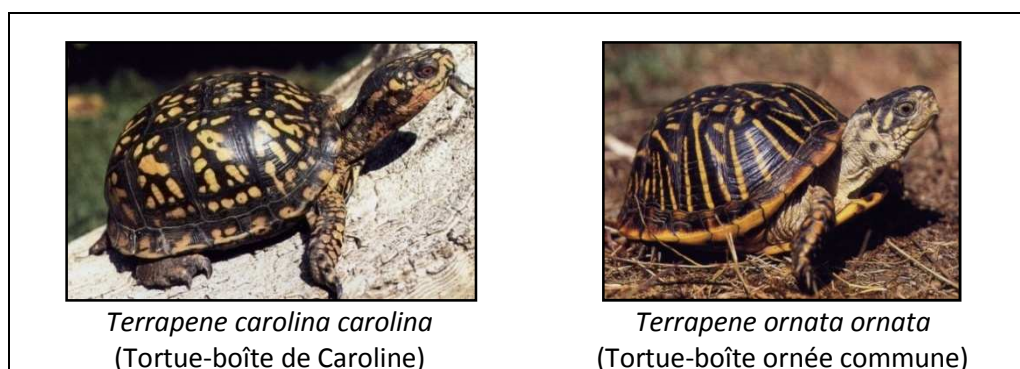 Terrapene carolina carolina
(Tortue-boîte de Caroline)
Terrapene ornata ornata
(Tortue-boîte ornée commune)